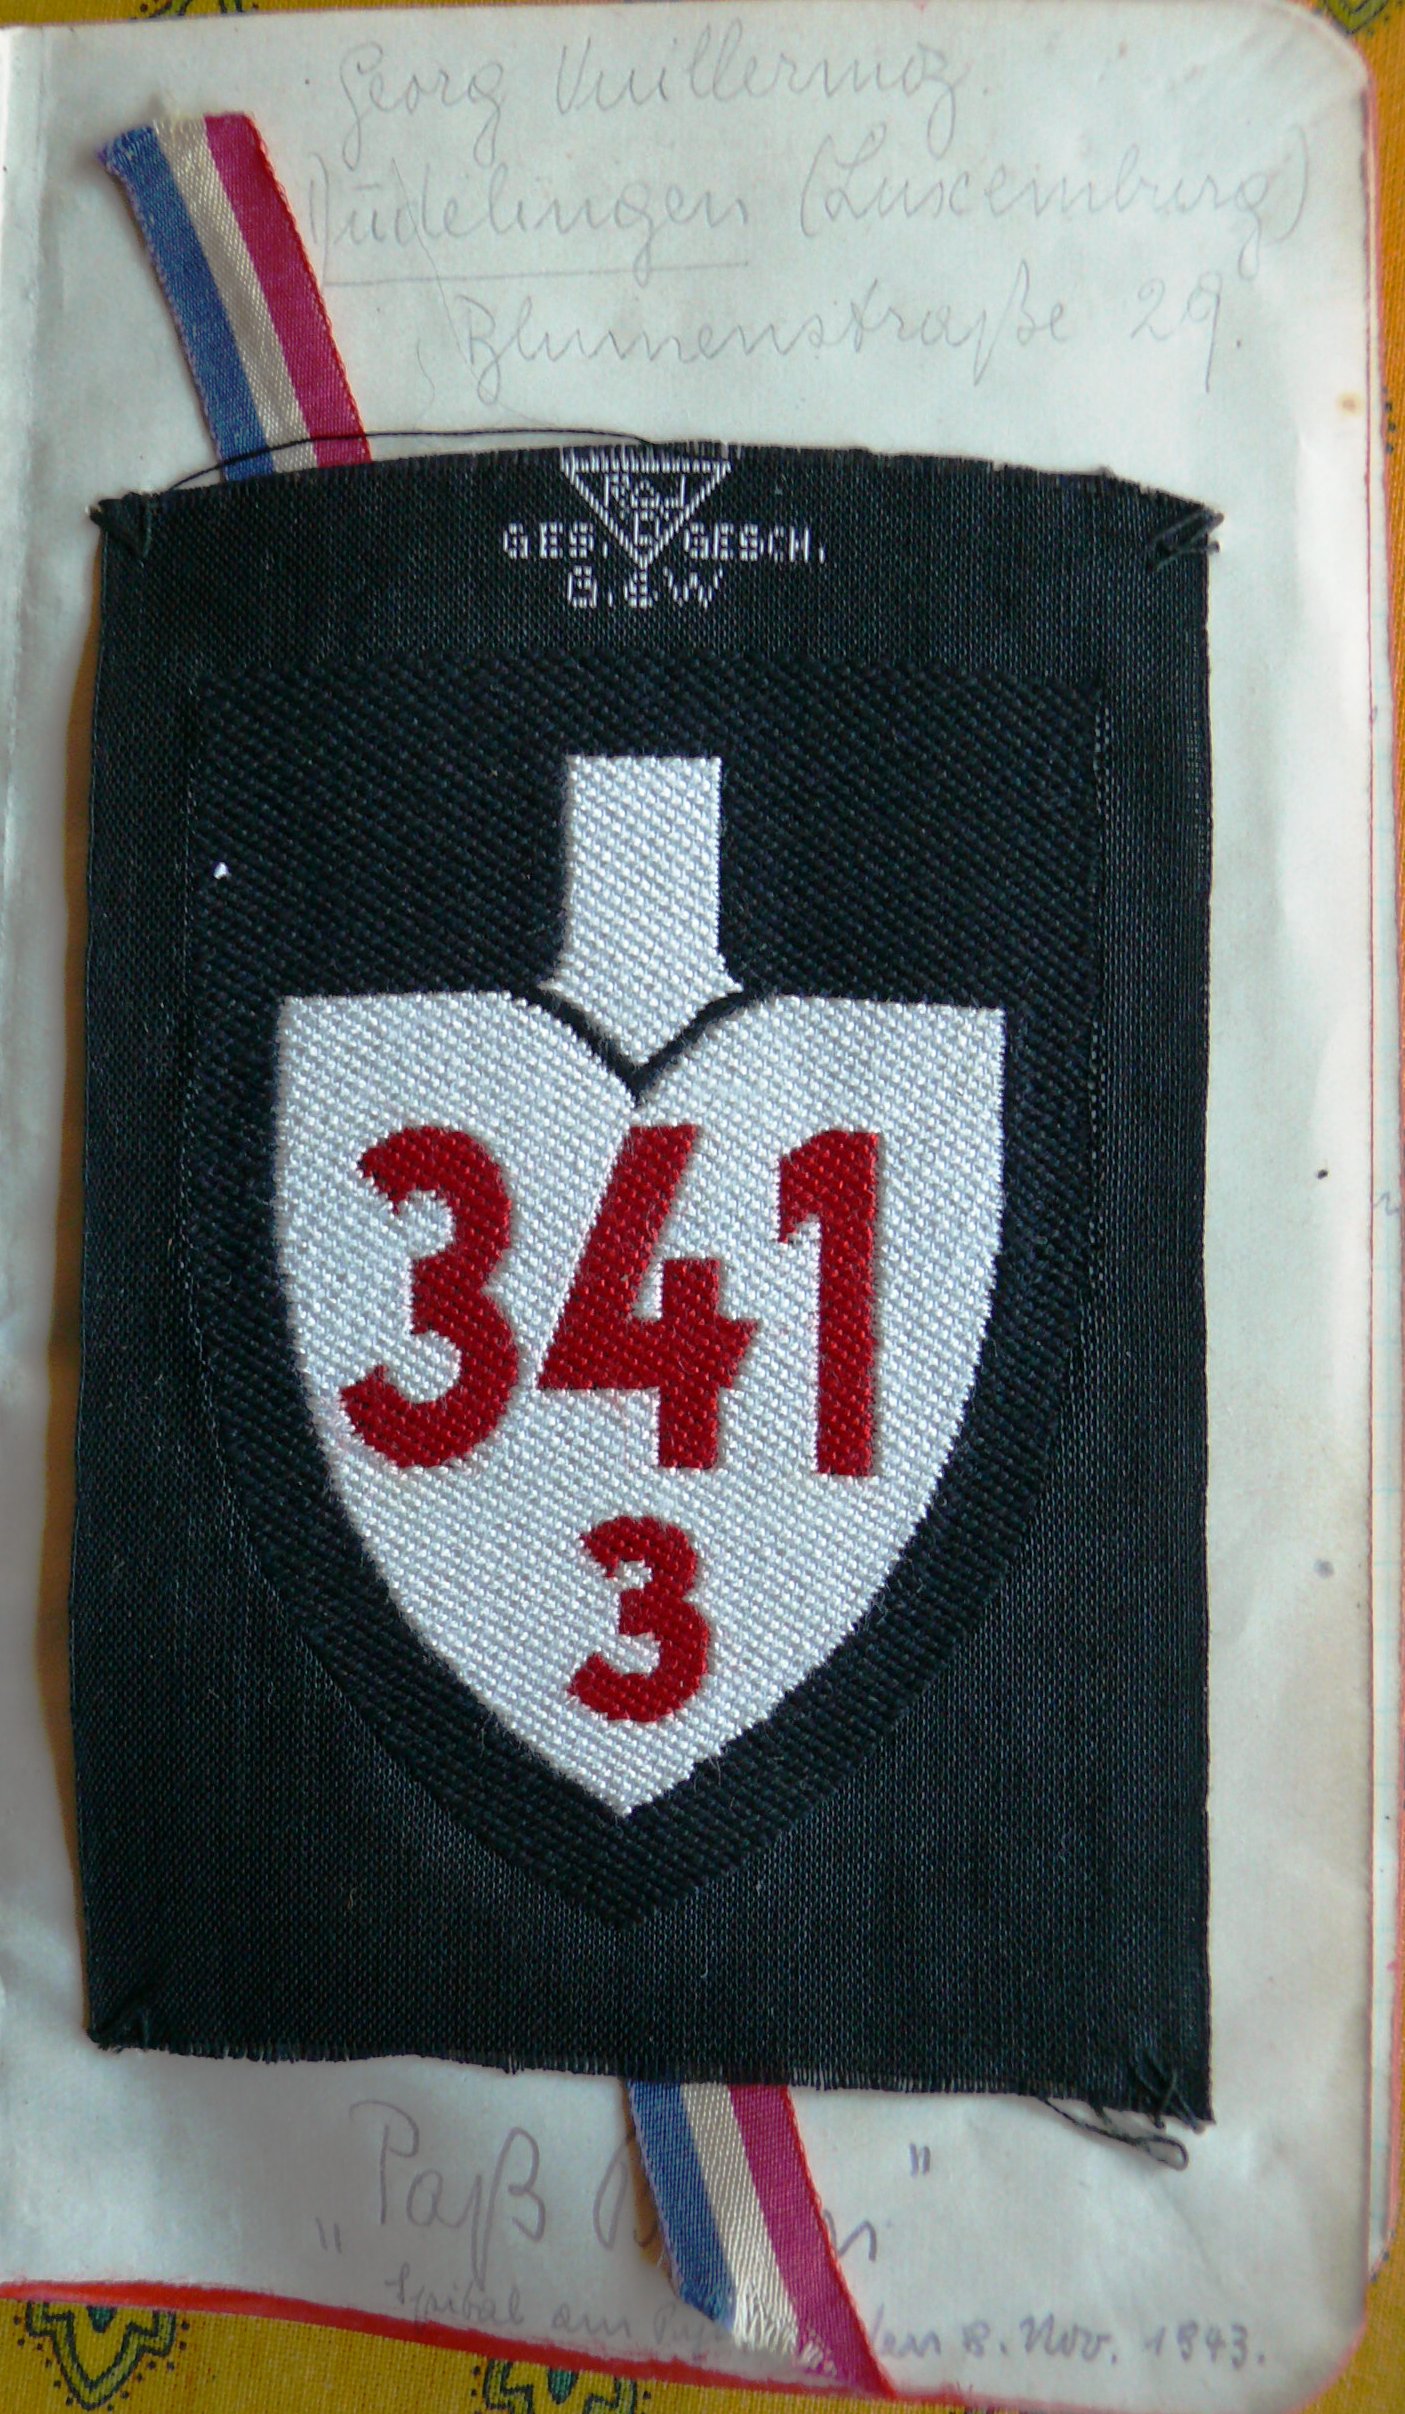 Georg Vuillermoz.
Düdelingen (Luxemburg)
Blumenstraße 29.
GES. GESCH.
341
3
"Paß "
den 8. Nov. 1943.